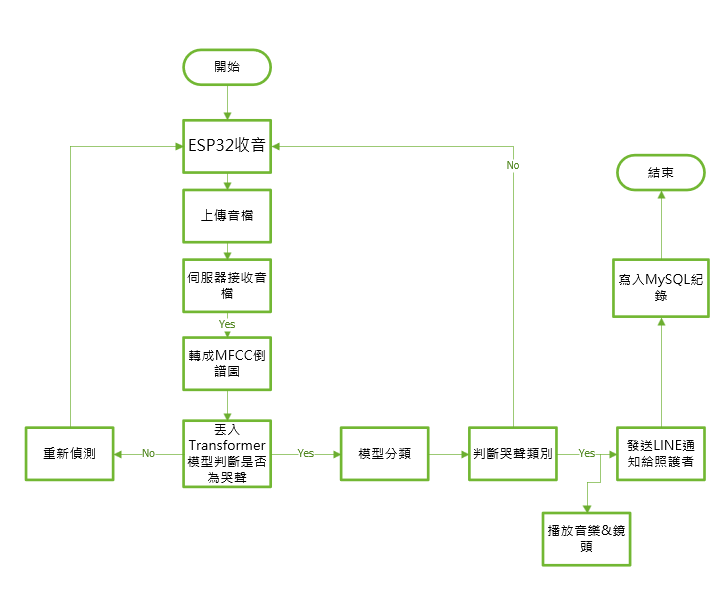 開始
ESP32收音
No
上傳音檔
結束
伺服器接收音
檔
寫入MySQL紀
錄
Yes
轉成MFCC倒
譜圖
重新偵測
No
丟入
Transformer
模型判斷是否
為哭聲
Yes
模型分類
判斷哭聲類別
Yes
發送LINE通
知給照護者
播放音樂&鏡
頭